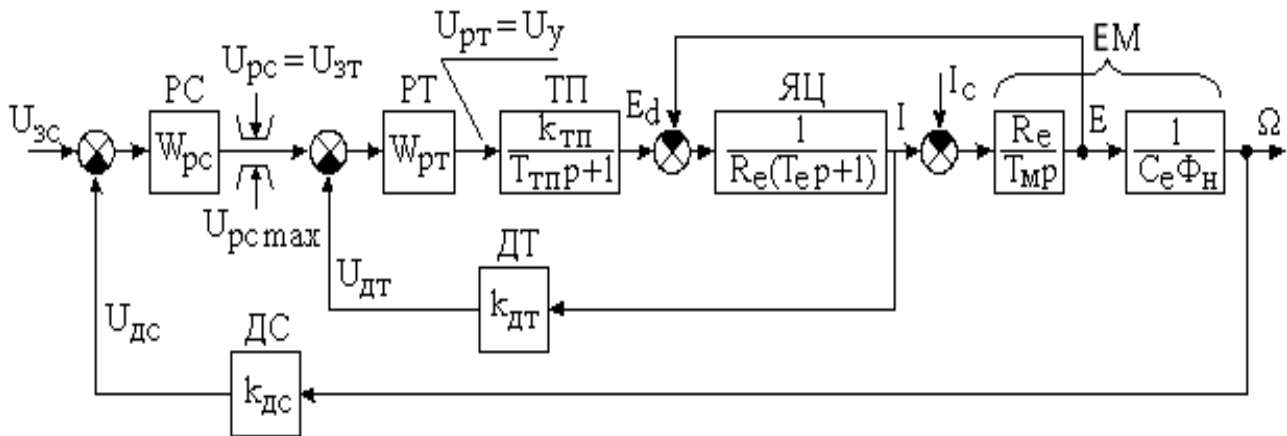 U_рт=U_у
ЕМ
U_рс=U_зт
РС
РТ
ТП
ЯЦ
I_с
U_зс
W_рс
W_рт
k_тп
T_тп p+1
E_d
1
R_e(T_e p+1)
I
R_e
T_м p
E
1
C_e Ф_н
Ω
U_рс max
ДТ
U_дт
k_дт
U_дс
ДС
k_дс